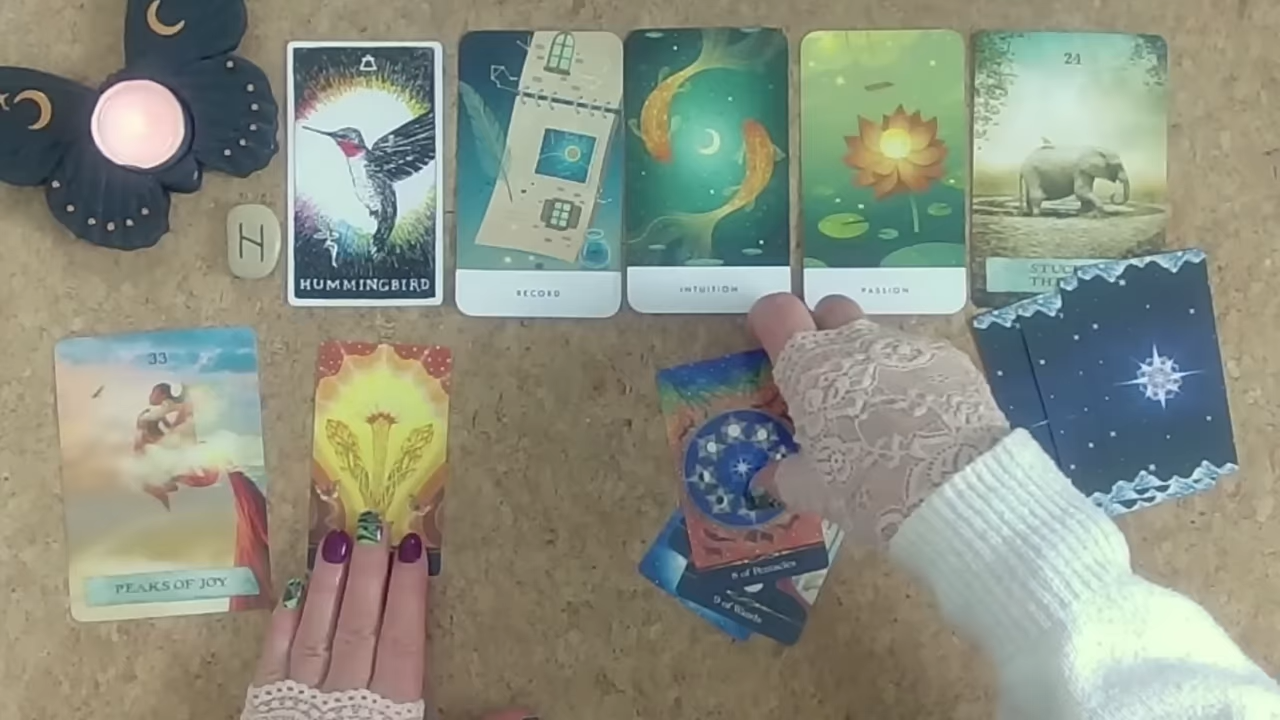 HUMMINGBIRD
RECORD
INTUITION
PASSION
24
33
PEAKS OF JOY
8 of Pentacles
9 of Wands